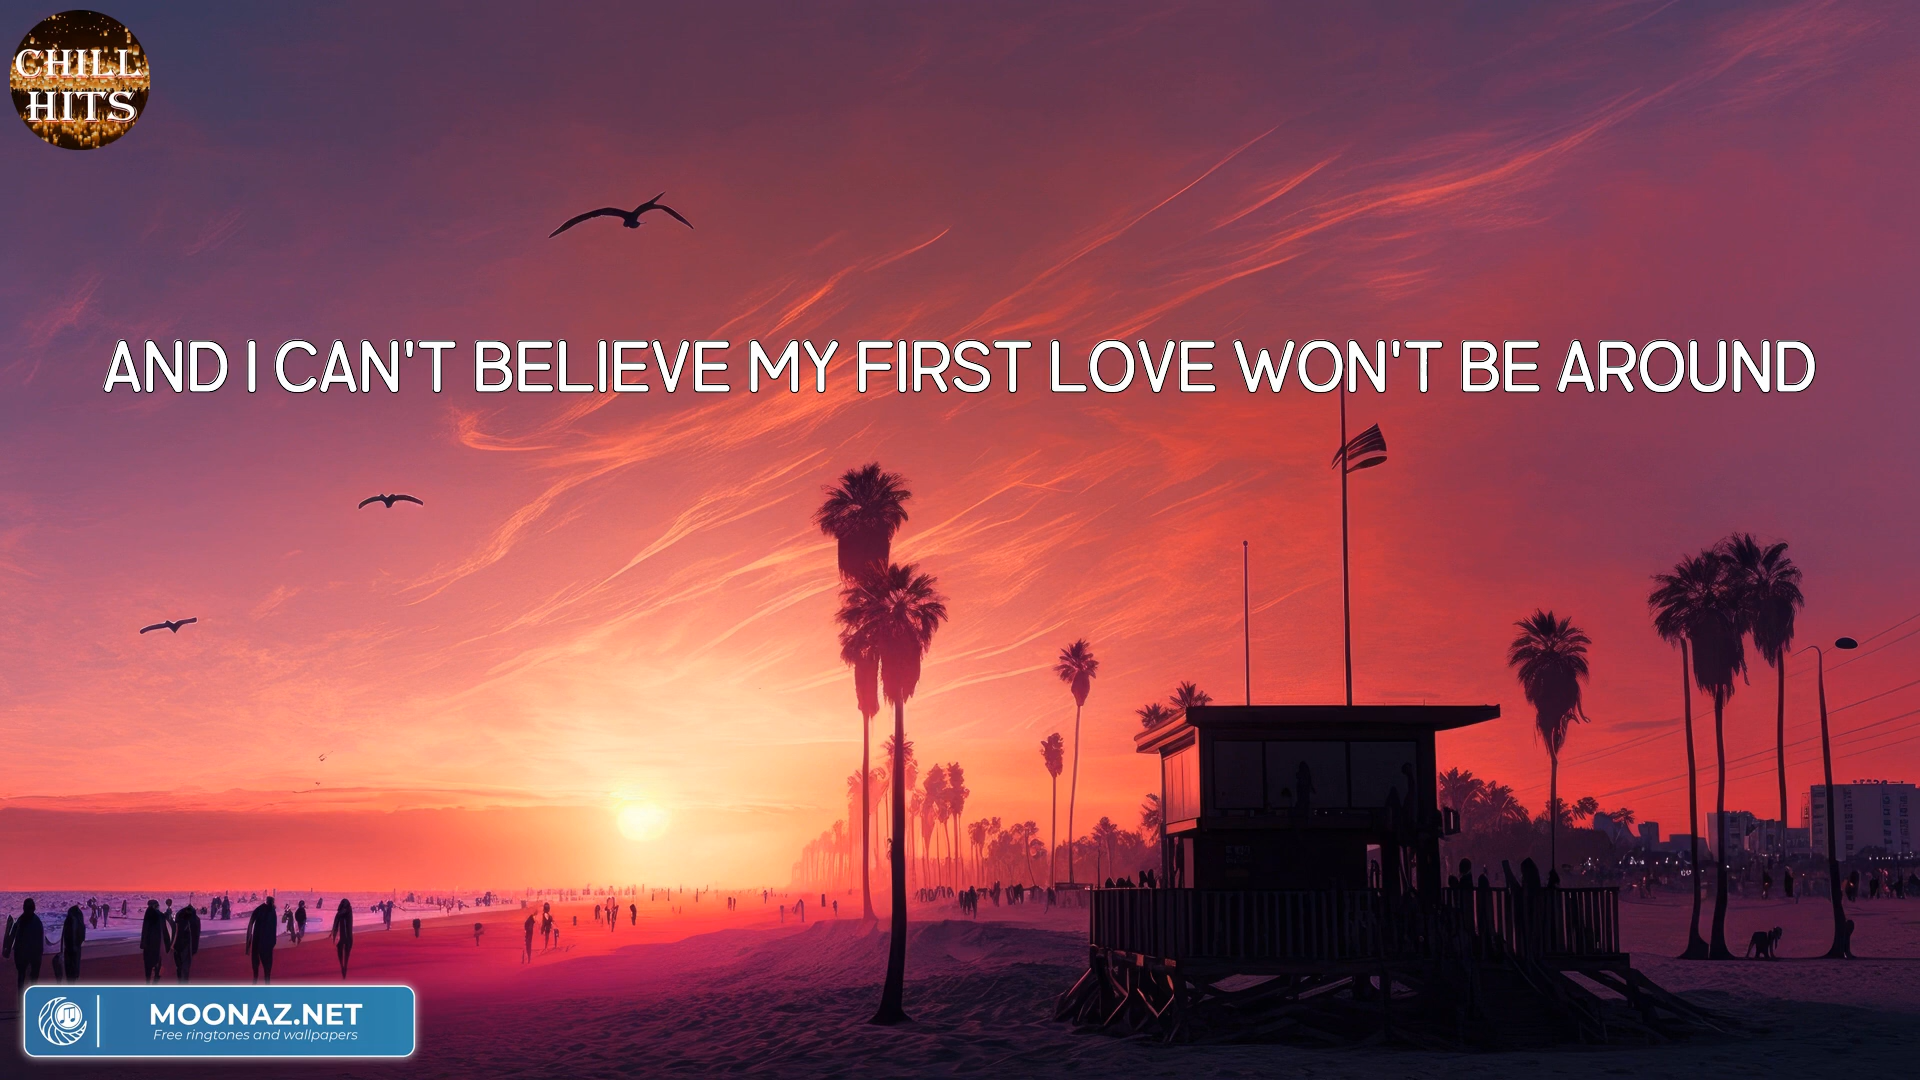 CHILL
HITS
AND I CAN'T BELIEVE MY FIRST LOVE WON'T BE AROUND
MOONAZ.NET
Free ringtones and wallpapers